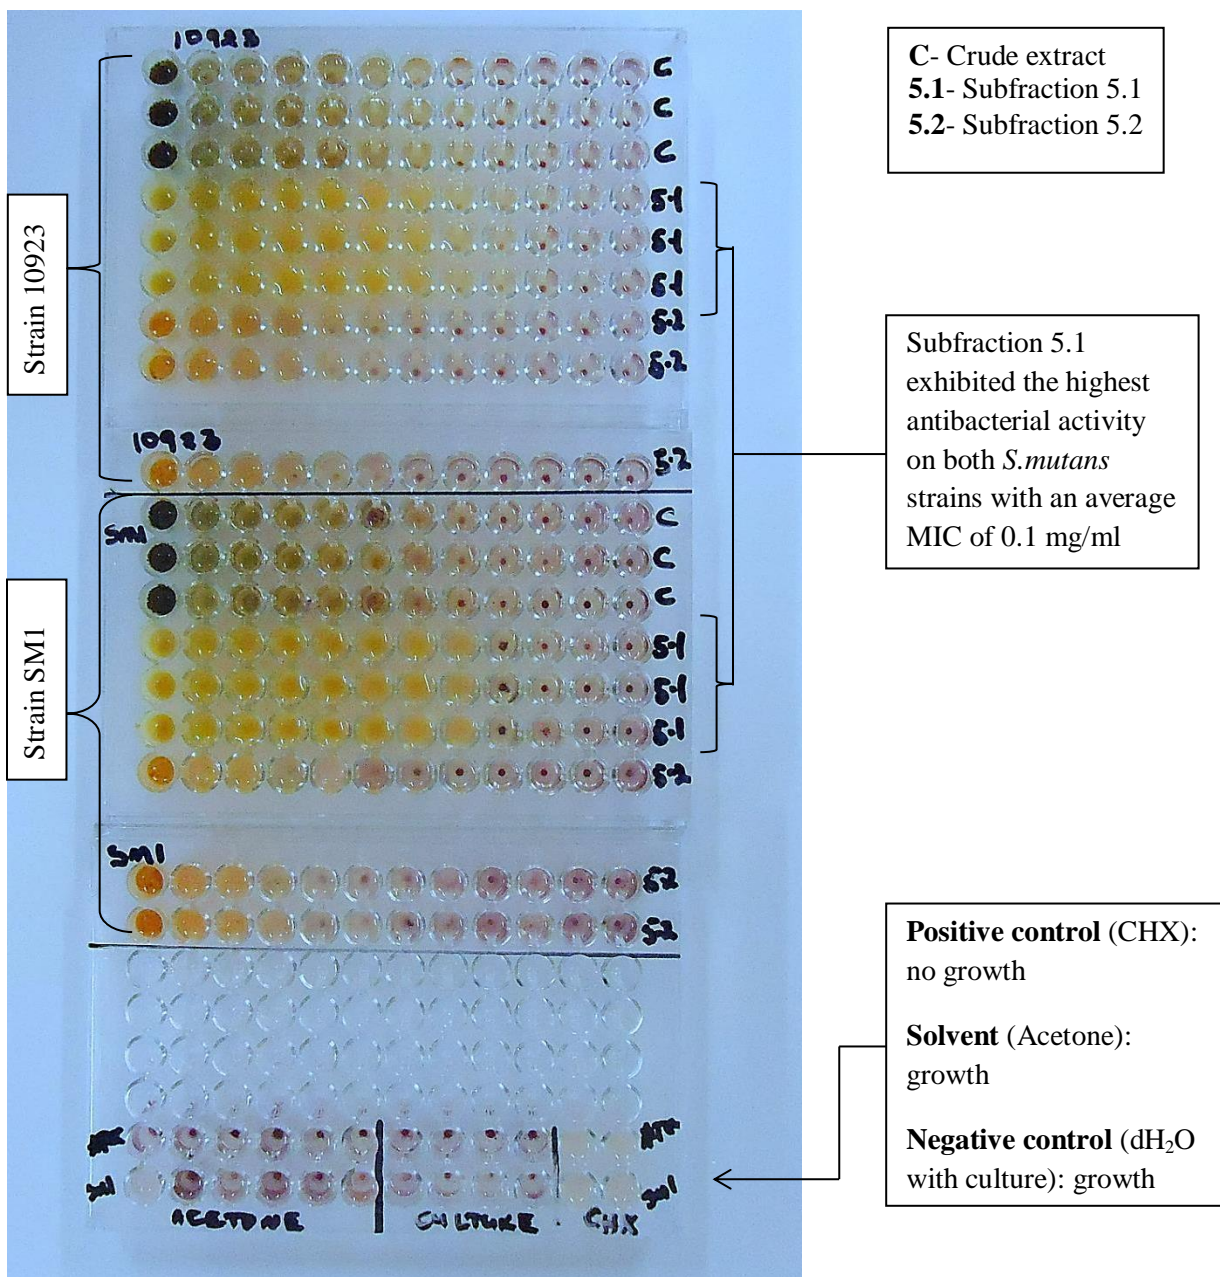 10923
C
C
C
5.1
5.1
5.1
5.2
5.2
10923
5.2
SM1
C
C
C
5.1
5.1
5.1
5.2
SM1
5.2
5.2
SM1
SM1
ACETONE
CULTURE
CHX
Strain 10923
Strain SM1
C- Crude extract
5.1- Subfraction 5.1
5.2- Subfraction 5.2
Subfraction 5.1
exhibited the highest
antibacterial activity
on both S.mutans
strains with an average
MIC of 0.1 mg/ml
Positive control (CHX):
no growth
Solvent (Acetone):
growth
Negative control (dH₂O
with culture): growth